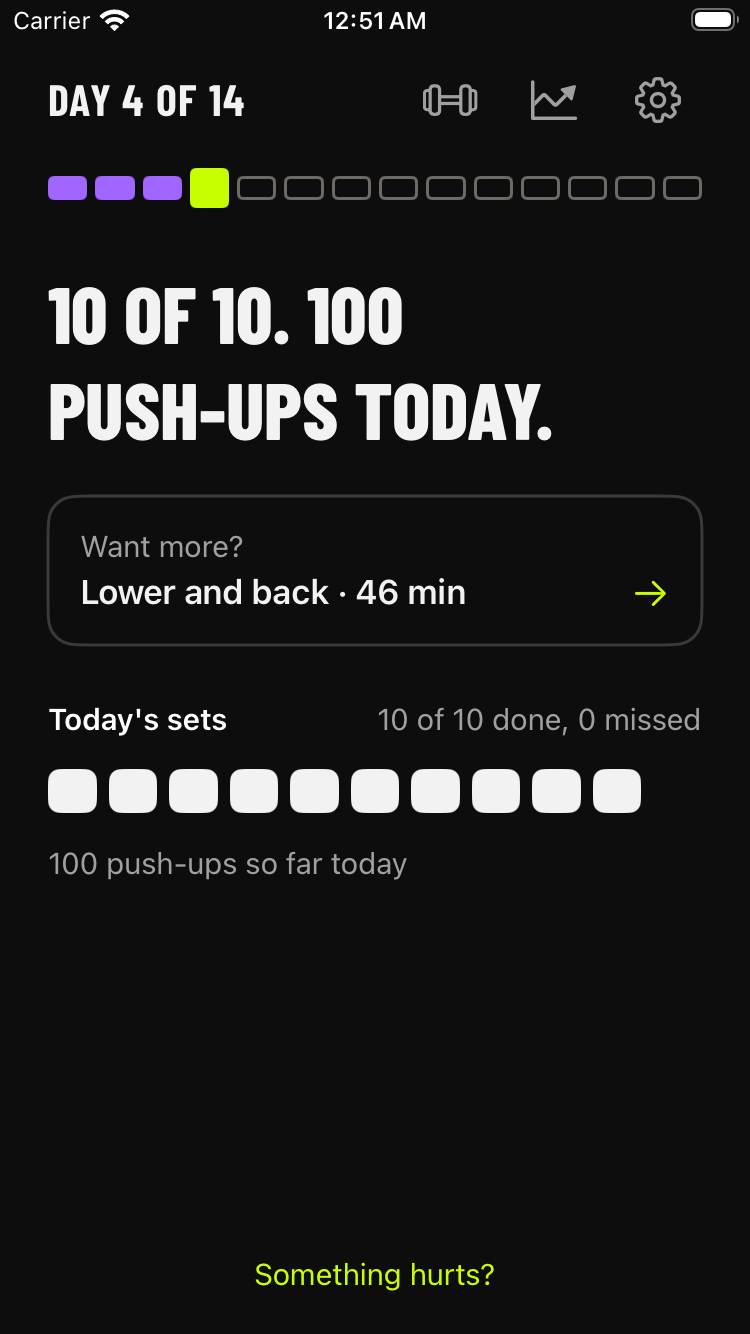 Carrier 12:51 AM
DAY 4 OF 14
10 OF 10. 100
PUSH-UPS TODAY.
Want more?
Lower and back · 46 min
Today's sets 10 of 10 done, 0 missed
100 push-ups so far today
Something hurts?